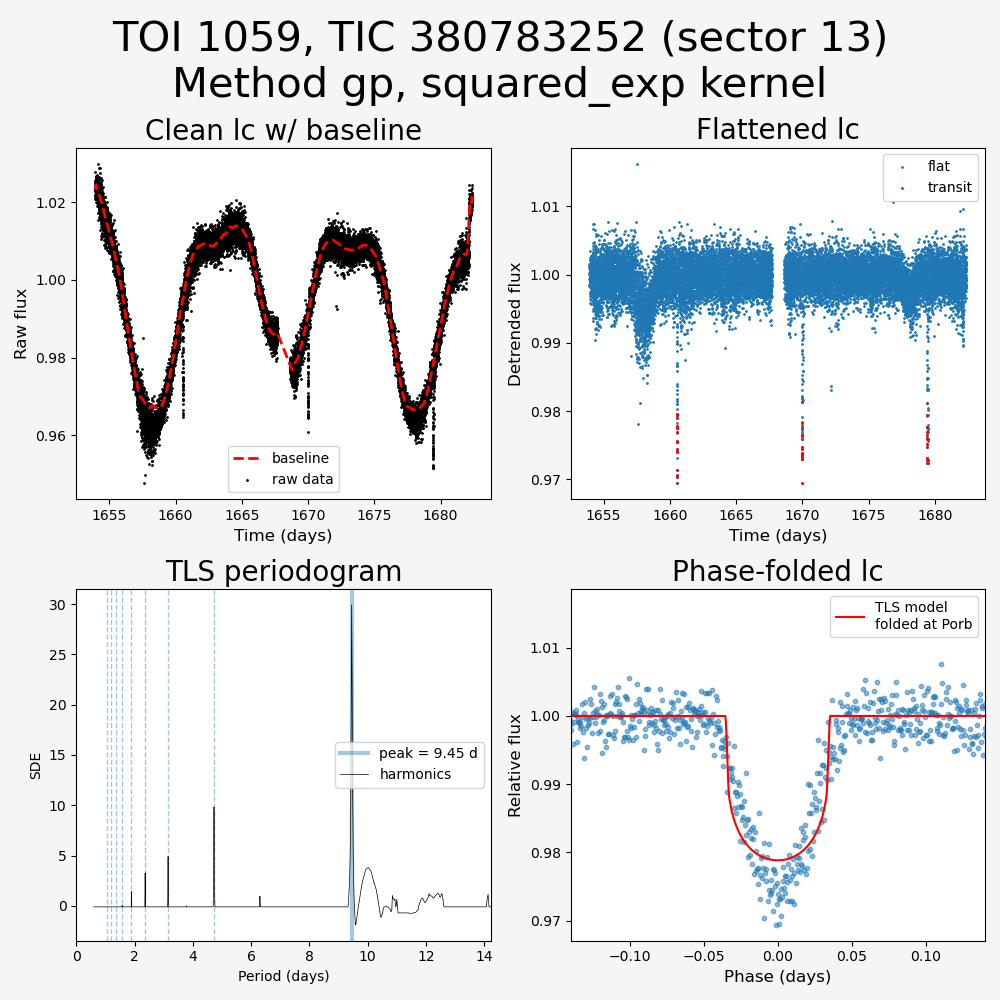 TOI 1059, TIC 380783252 (sector 13)
Method gp, squared_exp kernel
Clean lc w/ baseline
Raw flux
1.02
1.00
0.98
0.96
baseline
raw data
1655 1660 1665 1670 1675 1680
Time (days)
Flattened lc
Detrended flux
1.01
1.00
0.99
0.98
0.97
flat
transit
1655 1660 1665 1670 1675 1680
Time (days)
TLS periodogram
SDE
30
25
20
15
10
5
0
peak = 9.45 d
harmonics
0 2 4 6 8 10 12 14
Period (days)
Phase-folded lc
Relative flux
1.01
1.00
0.99
0.98
0.97
TLS model
folded at Porb
−0.10 −0.05 0.00 0.05 0.10
Phase (days)